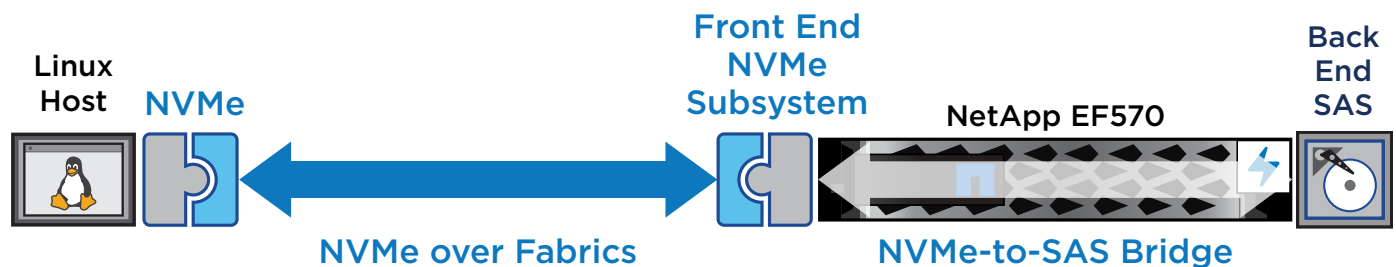 Linux
Host
NVMe
Front End
NVMe
Subsystem
NetApp EF570
Back
End
SAS
NVMe over Fabrics
NVMe-to-SAS Bridge